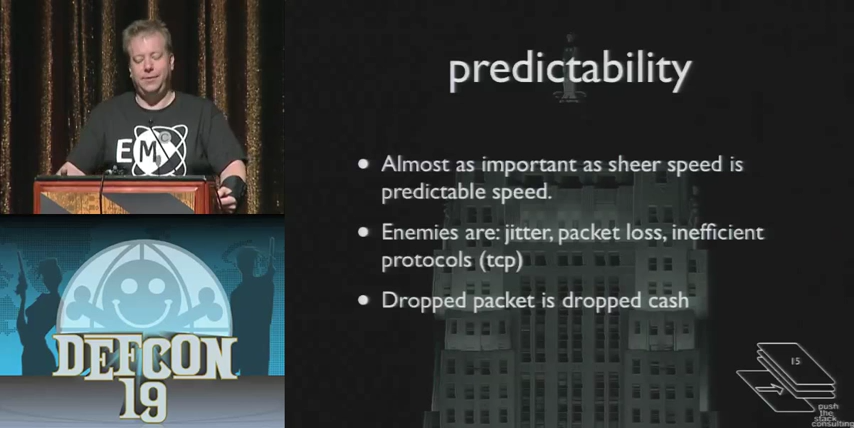 predictability
● Almost as important as sheer speed is
predictable speed.
● Enemies are: jitter, packet loss, inefficient
protocols (tcp)
● Dropped packet is dropped cash
15
push
the
stack
consulting
EMC
DEFCON
19